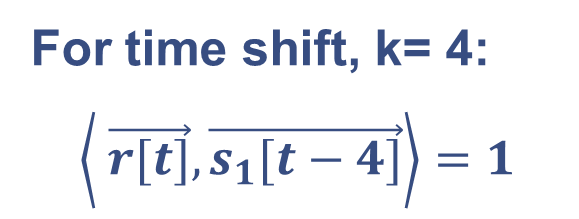 For time shift, k= 4:
⟨r[t], s₁[t − 4]⟩ = 1